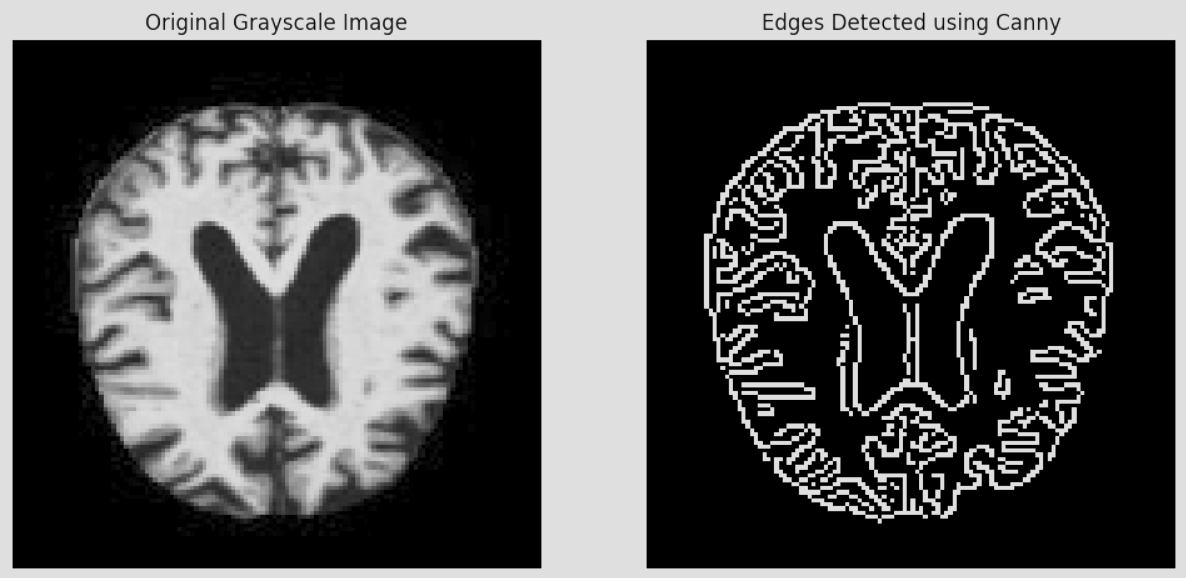 Original Grayscale Image
Edges Detected using Canny